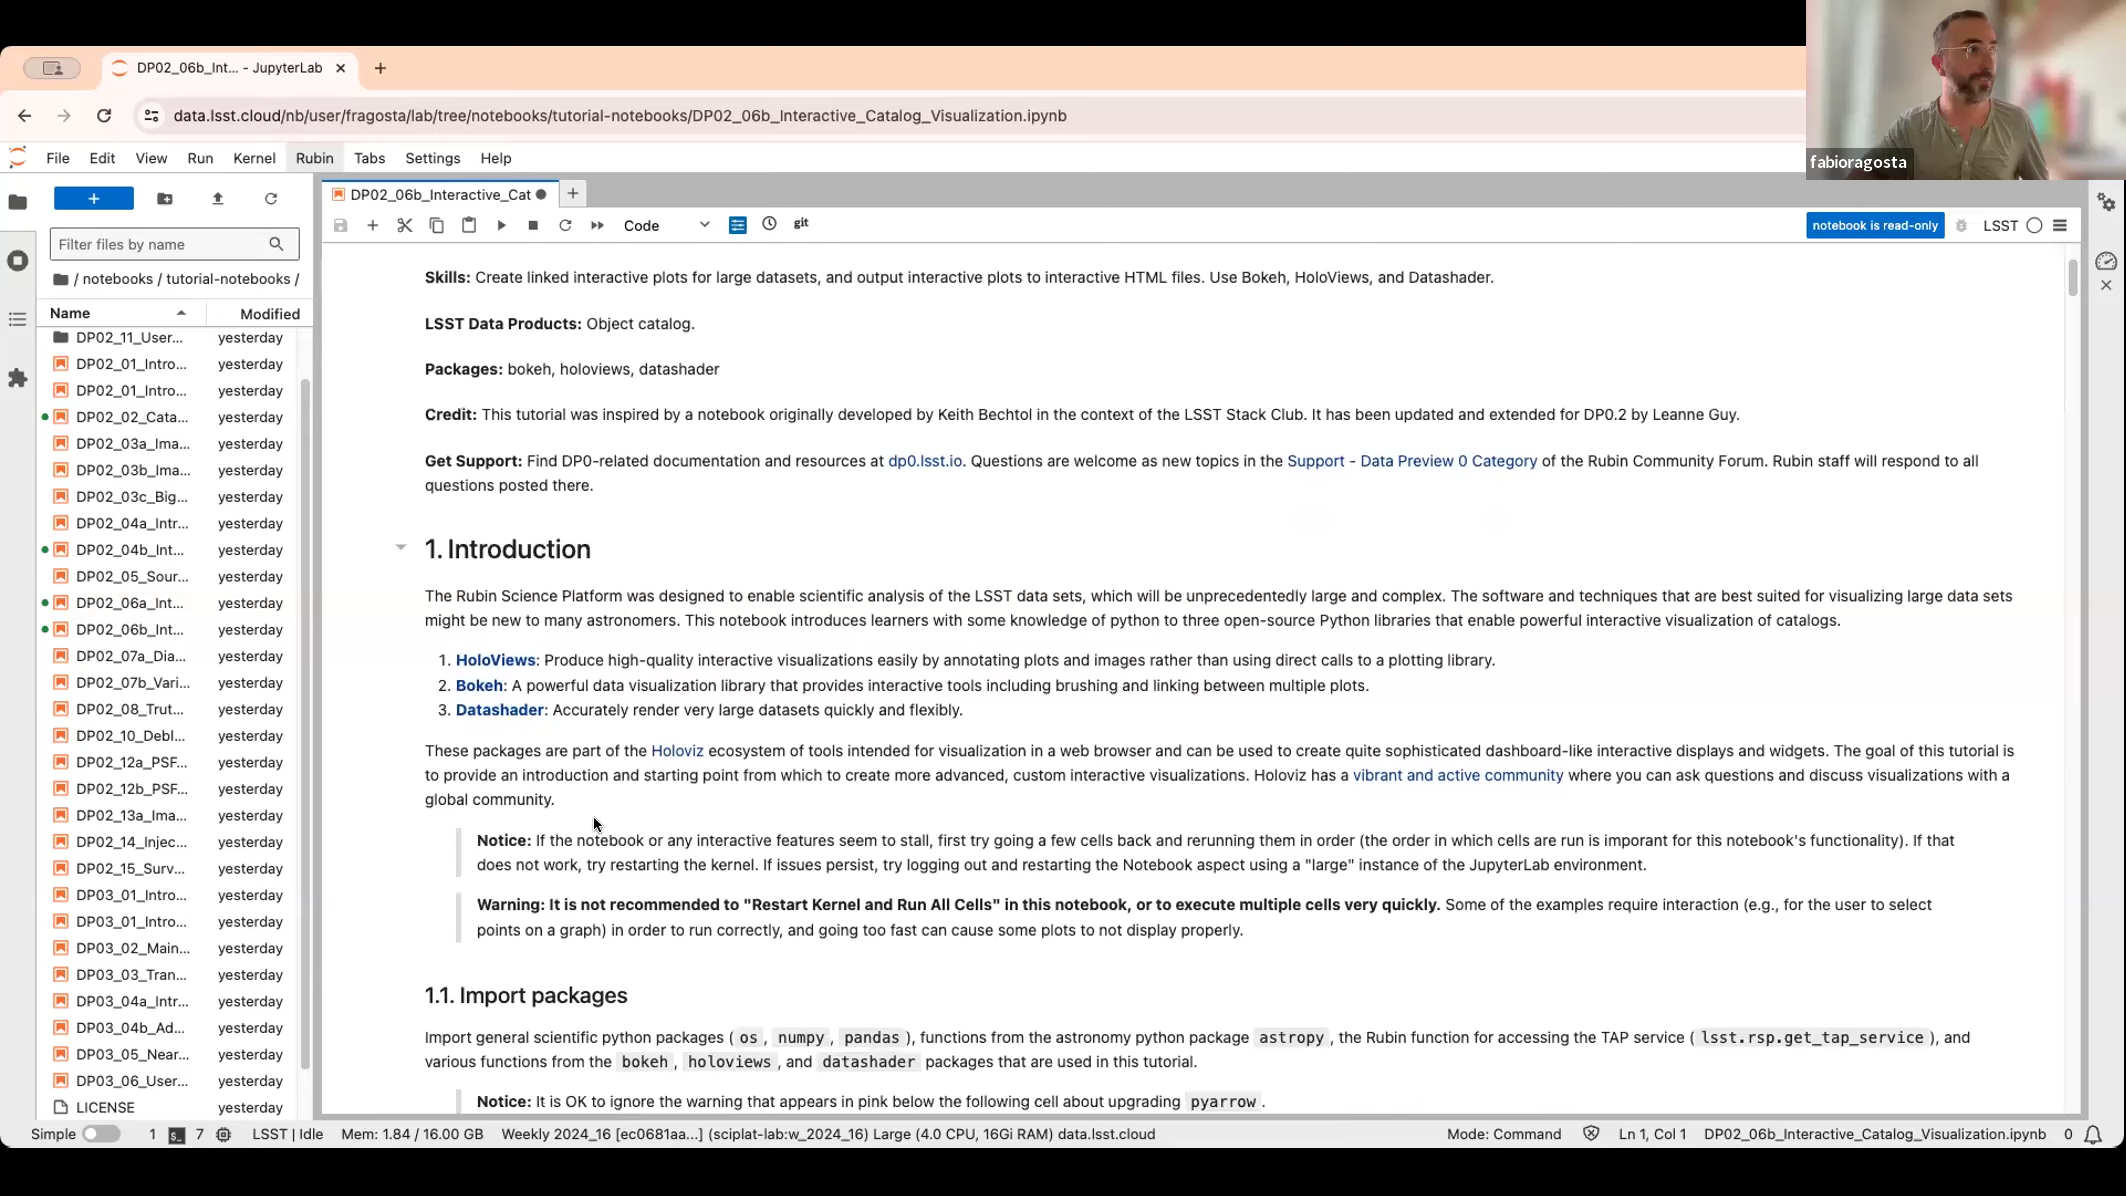 DP02_06b_Int... - JupyterLab
data.lsst.cloud/nb/user/fragosta/lab/tree/notebooks/tutorial-notebooks/DP02_06b_Interactive_Catalog_Visualization.ipynb
fabioragosta
File Edit View Run Kernel Rubin Tabs Settings Help
DP02_06b_Interactive_Cat
Code
git
notebook is read-only
LSST
Filter files by name
/ notebooks / tutorial-notebooks /
Name Modified
DP02_11_User... yesterday
DP02_01_Intro... yesterday
DP02_01_Intro... yesterday
DP02_02_Cata... yesterday
DP02_03a_Ima... yesterday
DP02_03b_Ima... yesterday
DP02_03c_Big... yesterday
DP02_04a_Intr... yesterday
DP02_04b_Int... yesterday
DP02_05_Sour... yesterday
DP02_06a_Int... yesterday
DP02_06b_Int... yesterday
DP02_07a_Dia... yesterday
DP02_07b_Vari... yesterday
DP02_08_Trut... yesterday
DP02_10_Debl... yesterday
DP02_12a_PSF... yesterday
DP02_12b_PSF... yesterday
DP02_13a_Ima... yesterday
DP02_14_Injec... yesterday
DP02_15_Surv... yesterday
DP03_01_Intro... yesterday
DP03_01_Intro... yesterday
DP03_02_Main... yesterday
DP03_03_Tran... yesterday
DP03_04a_Intr... yesterday
DP03_04b_Ad... yesterday
DP03_05_Near... yesterday
DP03_06_User... yesterday
LICENSE yesterday
Skills: Create linked interactive plots for large datasets, and output interactive plots to interactive HTML files. Use Bokeh, HoloViews, and Datashader.
LSST Data Products: Object catalog.
Packages: bokeh, holoviews, datashader
Credit: This tutorial was inspired by a notebook originally developed by Keith Bechtol in the context of the LSST Stack Club. It has been updated and extended for DP0.2 by Leanne Guy.
Get Support: Find DP0-related documentation and resources at dp0.lsst.io. Questions are welcome as new topics in the Support - Data Preview 0 Category of the Rubin Community Forum. Rubin staff will respond to all
questions posted there.
1. Introduction
The Rubin Science Platform was designed to enable scientific analysis of the LSST data sets, which will be unprecedentedly large and complex. The software and techniques that are best suited for visualizing large data sets
might be new to many astronomers. This notebook introduces learners with some knowledge of python to three open-source Python libraries that enable powerful interactive visualization of catalogs.
1. HoloViews: Produce high-quality interactive visualizations easily by annotating plots and images rather than using direct calls to a plotting library.
2. Bokeh: A powerful data visualization library that provides interactive tools including brushing and linking between multiple plots.
3. Datashader: Accurately render very large datasets quickly and flexibly.
These packages are part of the Holoviz ecosystem of tools intended for visualization in a web browser and can be used to create quite sophisticated dashboard-like interactive displays and widgets. The goal of this tutorial is
to provide an introduction and starting point from which to create more advanced, custom interactive visualizations. Holoviz has a vibrant and active community where you can ask questions and discuss visualizations with a
global community.
Notice: If the notebook or any interactive features seem to stall, first try going a few cells back and rerunning them in order (the order in which cells are run is imporant for this notebook's functionality). If that
does not work, try restarting the kernel. If issues persist, try logging out and restarting the Notebook aspect using a "large" instance of the JupyterLab environment.
Warning: It is not recommended to "Restart Kernel and Run All Cells" in this notebook, or to execute multiple cells very quickly. Some of the examples require interaction (e.g., for the user to select
points on a graph) in order to run correctly, and going too fast can cause some plots to not display properly.
1.1. Import packages
Import general scientific python packages ( os , numpy , pandas ), functions from the astronomy python package astropy , the Rubin function for accessing the TAP service ( lsst.rsp.get_tap_service ), and
various functions from the bokeh , holoviews , and datashader packages that are used in this tutorial.
Notice: It is OK to ignore the warning that appears in pink below the following cell about upgrading pyarrow .
Simple 1 7 LSST | Idle Mem: 1.84 / 16.00 GB Weekly 2024_16 [ec0681aa...] (sciplat-lab:w_2024_16) Large (4.0 CPU, 16Gi RAM) data.lsst.cloud Mode: Command Ln 1, Col 1 DP02_06b_Interactive_Catalog_Visualization.ipynb 0